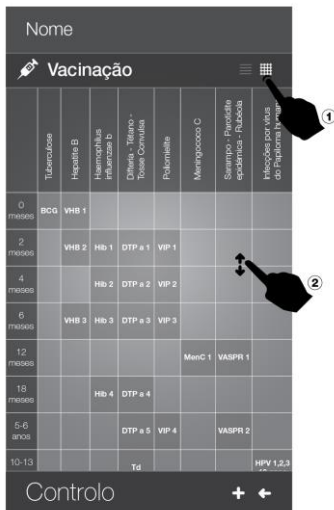 Nome
Vacinação
1
Tuberculose
Hepatite B
Haemophilus
influenzae b
Difteria - Tétano -
Tosse Convulsa
Poliomielite
Meningococo C
Sarampo - Parotidite
epidémica - Rubéola
Infecções por vírus
do Papiloma humano
0
meses
BCG VHB 1
2
meses
VHB 2 Hib 1 DTP a 1 VIP 1
2
4
meses
Hib 2 DTP a 2 VIP 2
6
meses
VHB 3 Hib 3 DTP a 3 VIP 3
12
meses
MenC 1 VASPR 1
18
meses
Hib 4 DTP a 4
5-6
anos
DTP a 5 VIP 4 VASPR 2
10-13
Td
HPV 1,2,3
Controlo